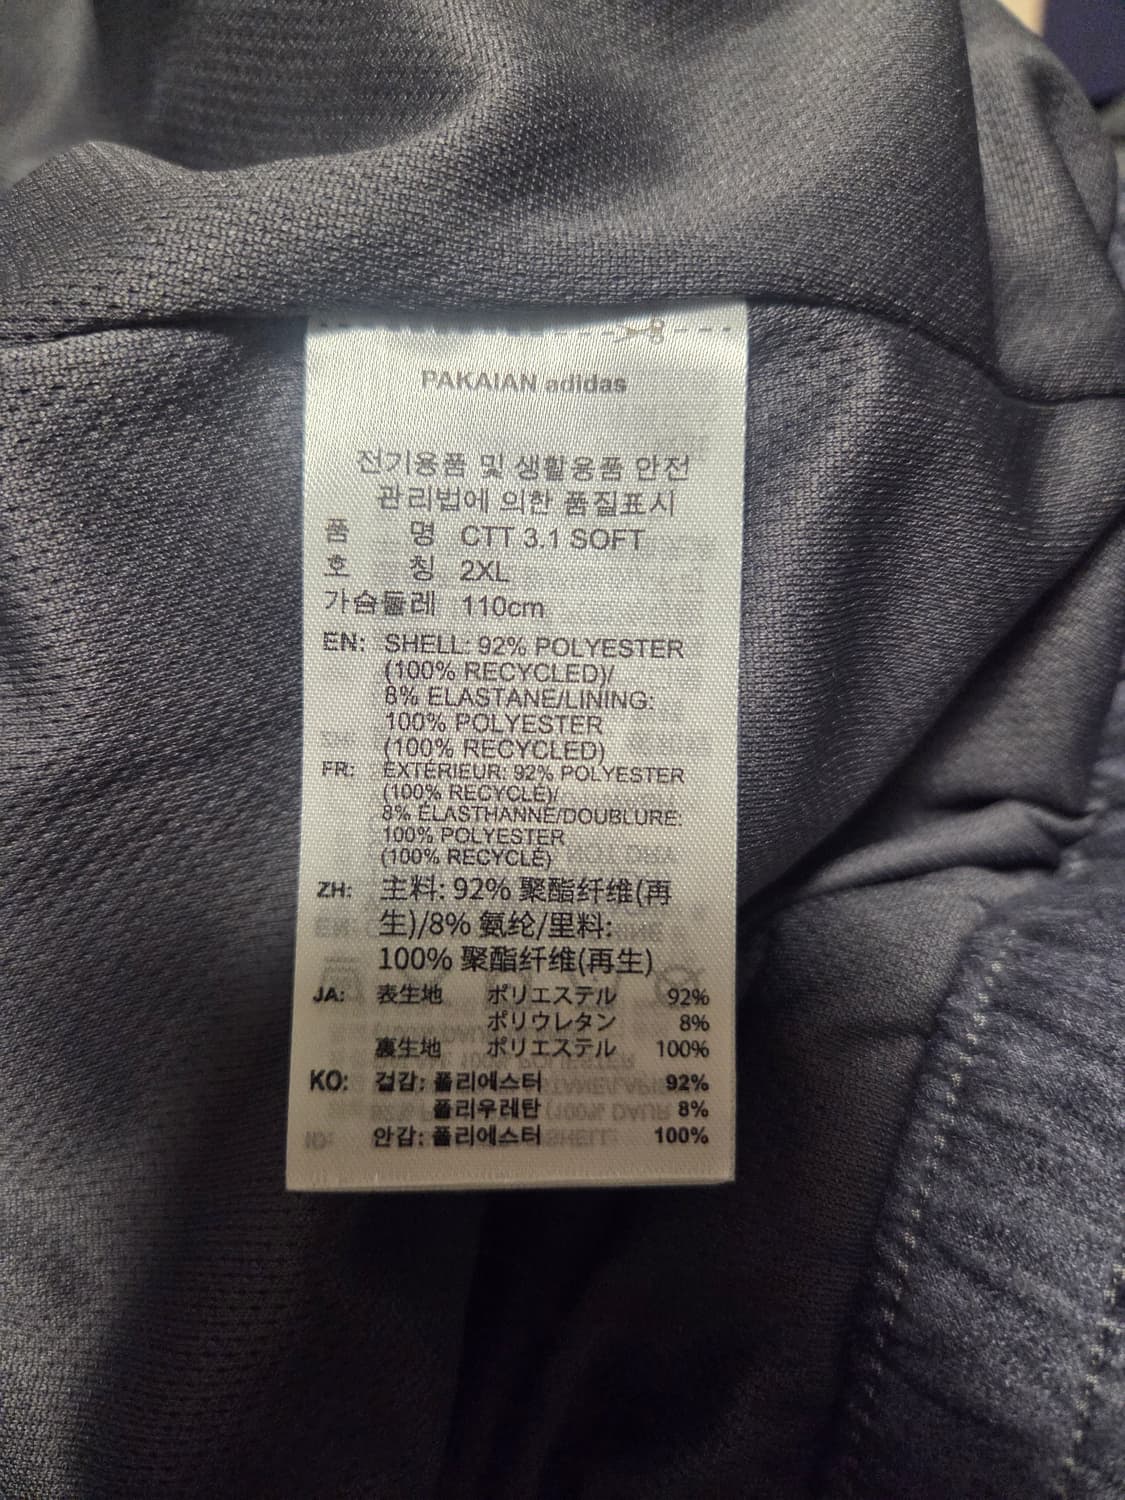 PAKAIAN adidas
전기용품 및 생활용품 안전
관리법에 의한 품질표시
품 명 CTT 3.1 SOFT
호 칭 2XL
가슴둘레 110cm
EN: SHELL: 92% POLYESTER
(100% RECYCLED)/
8% ELASTANE/LINING:
100% POLYESTER
(100% RECYCLED)
FR: EXTÉRIEUR: 92% POLYESTER
(100% RECYCLÉ)/
8% ÉLASTHANNE/DOUBLURE:
100% POLYESTER
(100% RECYCLÉ)
ZH: 主料: 92% 聚酯纤维(再
生)/8% 氨纶/里料:
100% 聚酯纤维(再生)
JA: 表生地 ポリエステル 92%
ポリウレタン 8%
裏生地 ポリエステル 100%
KO: 겉감: 폴리에스터 92%
폴리우레탄 8%
안감: 폴리에스터 100%